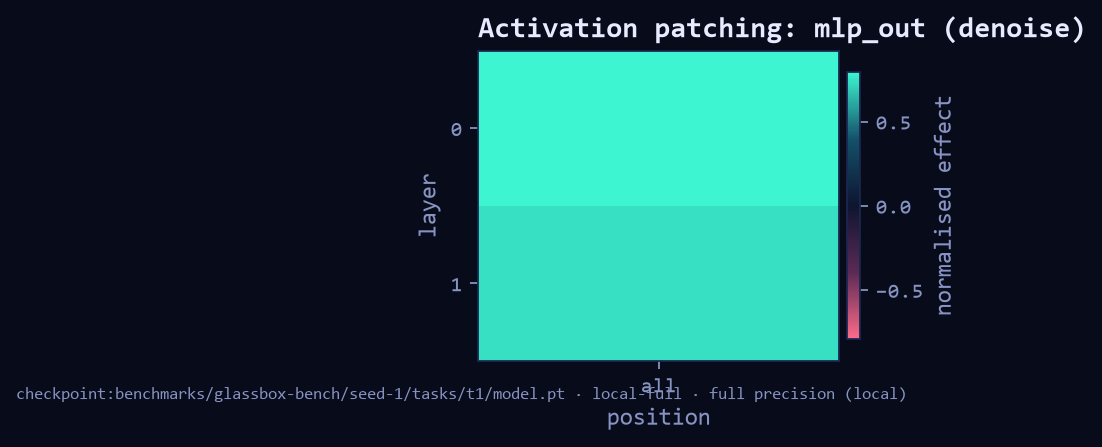 Activation patching: mlp_out (denoise)
0
1
layer
all
position
0.5
0.0
−0.5
normalised effect
checkpoint:benchmarks/glassbox-bench/seed-1/tasks/t1/model.pt · local-full · full precision (local)